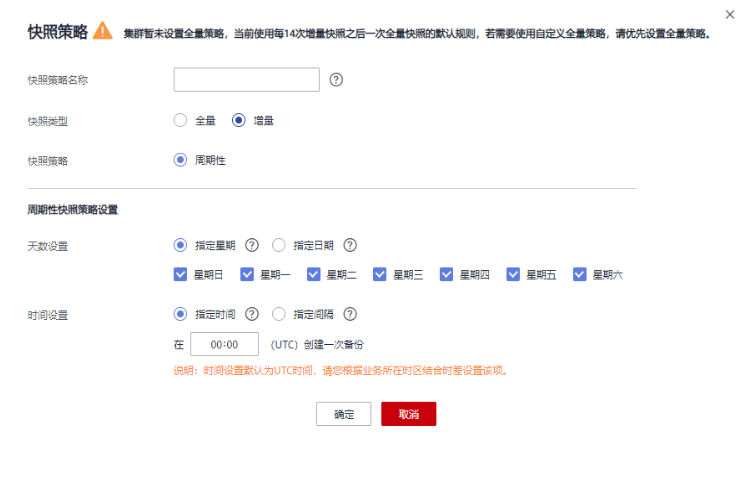 快照策略 集群暂未设置全量策略，当前使用每14次增量快照之后一次全量快照的默认规则，若需要使用自定义全量策略，请优先设置全量策略。
快照策略名称
快照类型 全量 增量
快照策略 周期性
周期性快照策略设置
天数设置 指定星期 指定日期
星期日 星期一 星期二 星期三 星期四 星期五 星期六
时间设置 指定时间 指定间隔
在 00:00 （UTC）创建一次备份
说明：时间设置默认为UTC时间，请您根据业务所在时区结合时差设置该项。
确定 取消